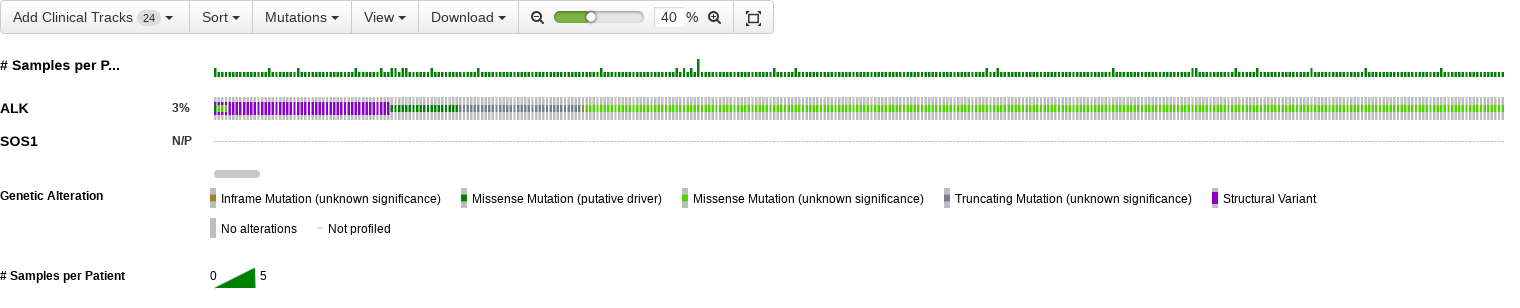 Add Clinical Tracks 24 Sort Mutations View Download 40 %
# Samples per P...
ALK 3%
SOS1 N/P
Genetic Alteration Inframe Mutation (unknown significance) Missense Mutation (putative driver) Missense Mutation (unknown significance) Truncating Mutation (unknown significance) Structural Variant
No alterations Not profiled
# Samples per Patient 0 5